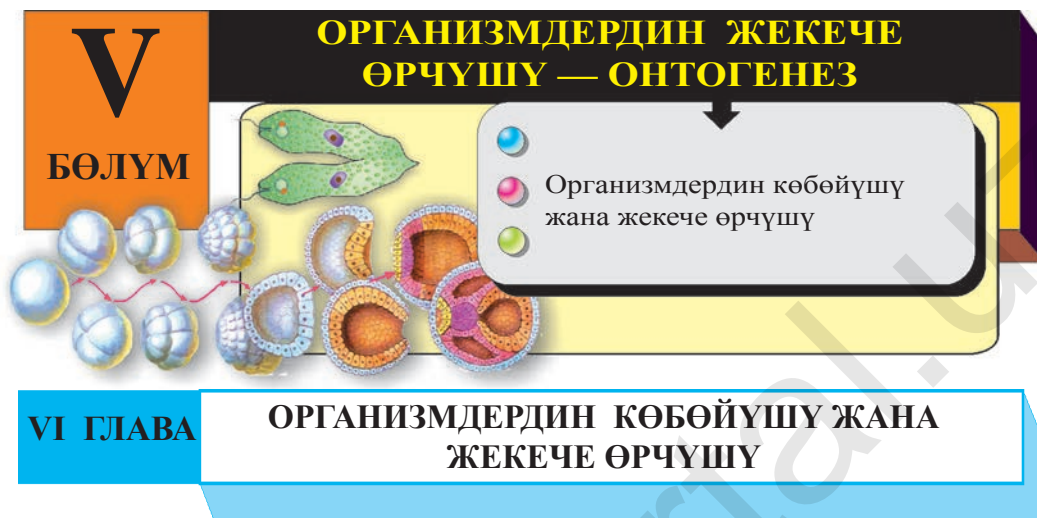 V
БӨЛҮМ
ОРГАНИЗМДЕРДИН ЖЕКЕЧЕ
ӨРЧҮШҮ — ОНТОГЕНЕЗ
Организмдердин көбөйүшү
жана жекече өрчүшү
VI ГЛАВА
ОРГАНИЗМДЕРДИН КӨБӨЙҮШҮ ЖАНА
ЖЕКЕЧЕ ӨРЧҮШҮ